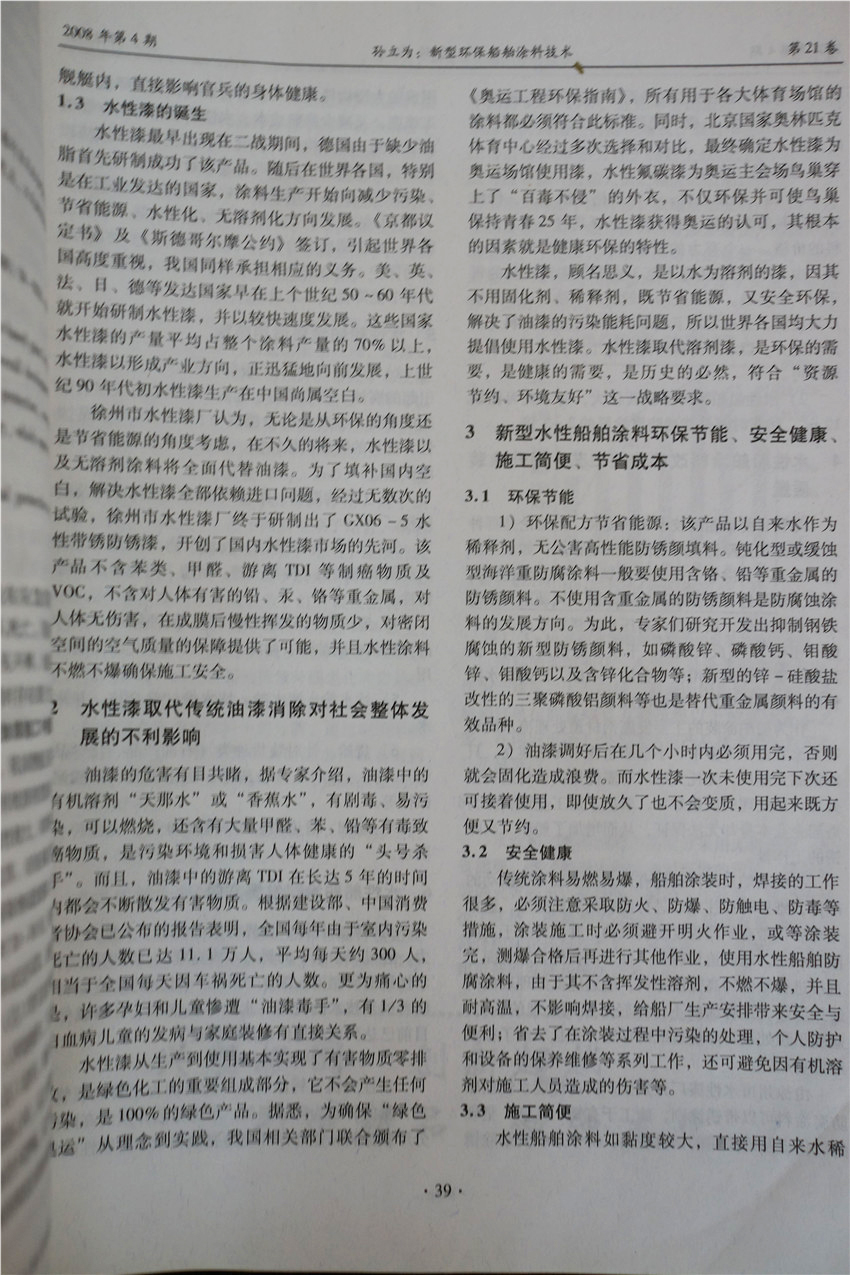 2008 年第 4 期
孙立为：新型环保船舶涂料技术
第 21 卷
舰艇内，直接影响官兵的身体健康。
1.3 水性漆的诞生
水性漆最早出现在二战期间，德国由于缺少油
脂首先研制成功了该产品。随后在世界各国，特别
是在工业发达的国家，涂料生产开始向减少污染、
节省能源、水性化、无溶剂化方向发展。《京都议
定书》及《斯德哥尔摩公约》签订，引起世界各
国高度重视，我国同样承担相应的义务。美、英、
法、日、德等发达国家早在上个世纪 50 ~ 60 年代
就开始研制水性漆，并以较快速度发展。这些国家
水性漆的产量平均占整个涂料产量的 70% 以上，
水性漆以形成产业方向，正迅猛地向前发展，上世
纪 90 年代初水性漆生产在中国尚属空白。
徐州市水性漆厂认为，无论是从环保的角度还
是节省能源的角度考虑，在不久的将来，水性漆以
及无溶剂涂料将全面代替油漆。为了填补国内空
白，解决水性漆全部依赖进口问题，经过无数次的
试验，徐州市水性漆厂终于研制出了 GX06 - 5 水
性带锈防锈漆，开创了国内水性漆市场的先河。该
产品不含苯类、甲醛、游离 TDI 等制癌物质及
VOC，不含对人体有害的铅、汞、铬等重金属，对
人体无伤害，在成膜后慢性挥发的物质少，对密闭
空间的空气质量的保障提供了可能，并且水性涂料
不燃不爆确保施工安全。
2 水性漆取代传统油漆消除对社会整体发
展的不利影响
油漆的危害有目共睹，据专家介绍，油漆中的
有机溶剂“天那水”或“香蕉水”，有剧毒、易污
染，可以燃烧，还含有大量甲醛、苯、铅等有毒致
癌物质，是污染环境和损害人体健康的“头号杀
手”。而且，油漆中的游离 TDI 在长达 5 年的时间
内都会不断散发有害物质。根据建设部、中国消费
者协会已公布的报告表明，全国每年由于室内污染
死亡的人数已达 11.1 万人，平均每天约 300 人，
相当于全国每天因车祸死亡的人数。更为痛心的
是，许多孕妇和儿童惨遭“油漆毒手”，有 1/3 的
白血病儿童的发病与家庭装修有直接关系。
水性漆从生产到使用基本实现了有害物质零排
放，是绿色化工的重要组成部分，它不会产生任何
污染，是 100% 的绿色产品。据悉，为确保“绿色
奥运”从理念到实践，我国相关部门联合颁布了
《奥运工程环保指南》，所有用于各大体育场馆的
涂料都必须符合此标准。同时，北京国家奥林匹克
体育中心经过多次选择和对比，最终确定水性漆为
奥运场馆使用漆，水性氟碳漆为奥运主会场鸟巢穿
上了“百毒不侵”的外衣，不仅环保并可使鸟巢
保持青春 25 年，水性漆获得奥运的认可，其根本
的因素就是健康环保的特性。
水性漆，顾名思义，是以水为溶剂的漆，因其
不用固化剂、稀释剂，既节省能源，又安全环保，
解决了油漆的污染能耗问题，所以世界各国均大力
提倡使用水性漆。水性漆取代溶剂漆，是环保的需
要，是健康的需要，是历史的必然，符合“资源
节约、环境友好”这一战略要求。
3 新型水性船舶涂料环保节能、安全健康、
施工简便、节省成本
3.1 环保节能
1）环保配方节省能源：该产品以自来水作为
稀释剂，无公害高性能防锈颜填料。钝化型或缓蚀
型海洋重防腐涂料一般要使用含铬、铅等重金属的
防锈颜料。不使用含重金属的防锈颜料是防腐蚀涂
料的发展方向。为此，专家们研究开发出抑制钢铁
腐蚀的新型防锈颜料，如磷酸锌、磷酸钙、钼酸
锌、钼酸钙以及含锌化合物等；新型的锌 - 硅酸盐
改性的三聚磷酸铝颜料等也是替代重金属颜料的有
效品种。
2）油漆调好后在几个小时内必须用完，否则
就会固化造成浪费。而水性漆一次未使用完下次还
可接着使用，即使放久了也不会变质，用起来既方
便又节约。
3.2 安全健康
传统涂料易燃易爆，船舶涂装时，焊接的工作
很多，必须注意采取防火、防爆、防触电、防毒等
措施，涂装施工时必须避开明火作业，或等涂装
完，测爆合格后再进行其他作业，使用水性船舶防
腐涂料，由于其不含挥发性溶剂，不燃不爆，并且
耐高温，不影响焊接，给船厂生产安排带来安全与
便利；省去了在涂装过程中污染的处理，个人防护
和设备的保养维修等系列工作，还可避免因有机溶
剂对施工人员造成的伤害等。
3.3 施工简便
水性船舶涂料如黏度较大，直接用自来水稀
· 39 ·